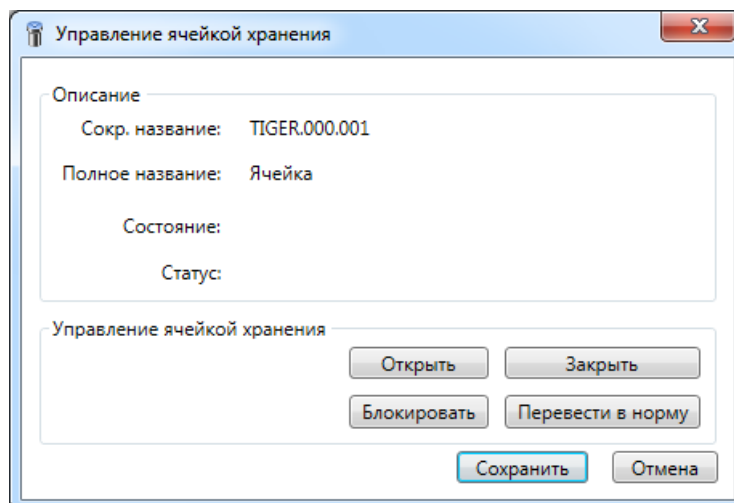 Управление ячейкой хранения
Описание
Сокр. название: TIGER.000.001
Полное название: Ячейка
Состояние:
Статус:
Управление ячейкой хранения
Открыть Закрыть
Блокировать Перевести в норму
Сохранить Отмена